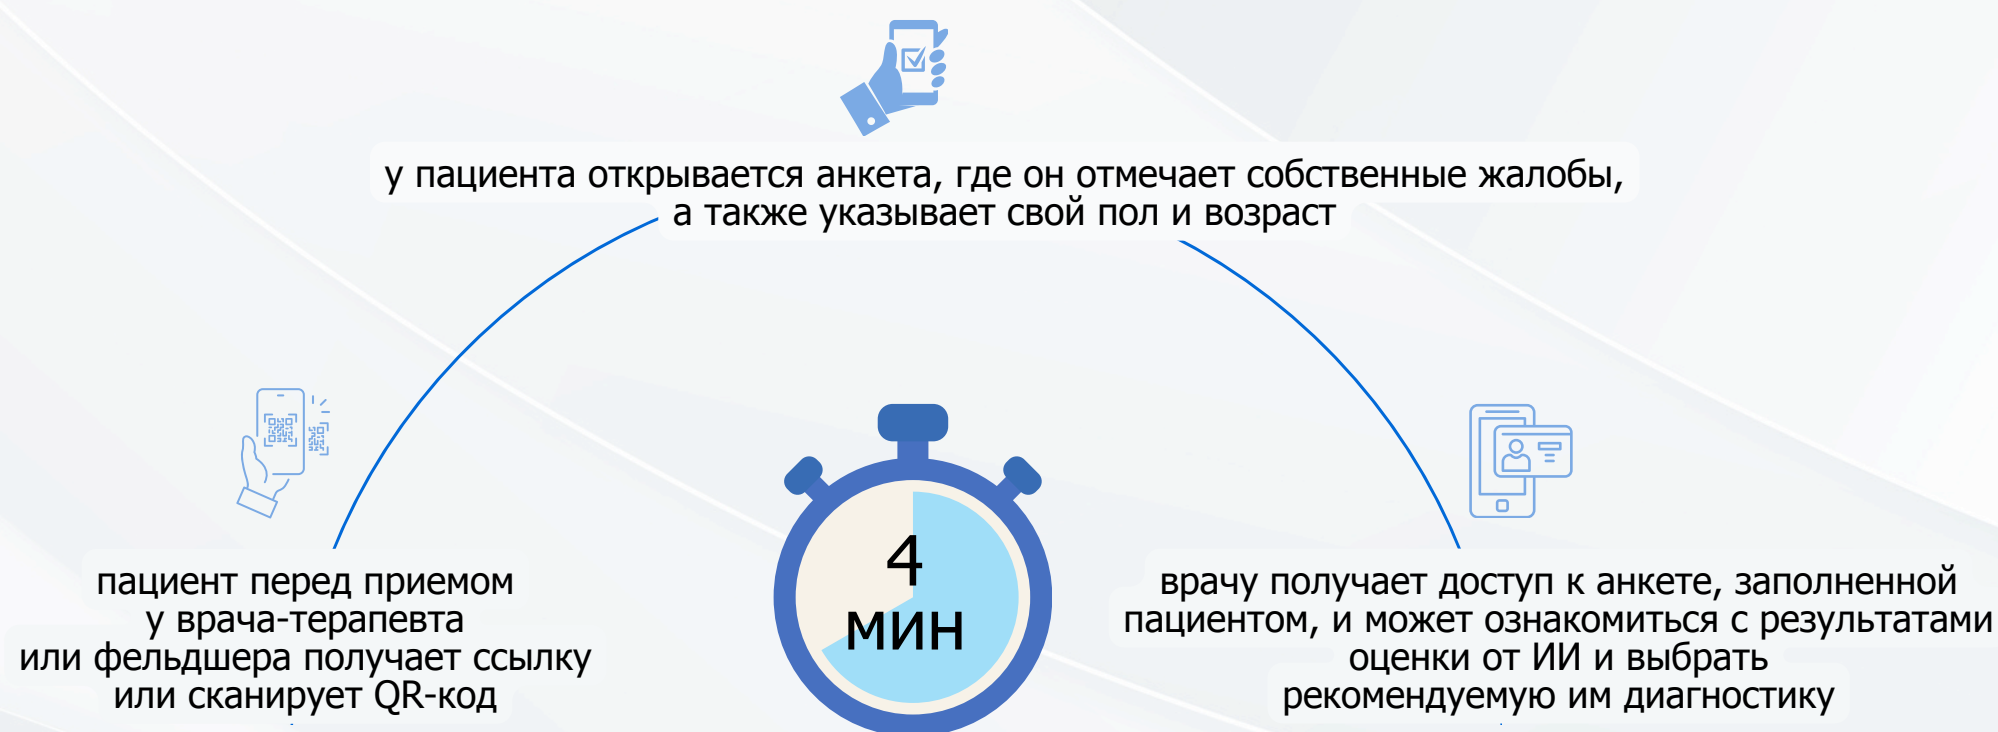 у пациента открывается анкета, где он отмечает собственные жалобы,
а также указывает свой пол и возраст
пациент перед приемом
у врача-терапевта
или фельдшера получает ссылку
или сканирует QR-код
4
мин
врачу получает доступ к анкете, заполненной
пациентом, и может ознакомиться с результатами
оценки от ИИ и выбрать
рекомендуемую им диагностику